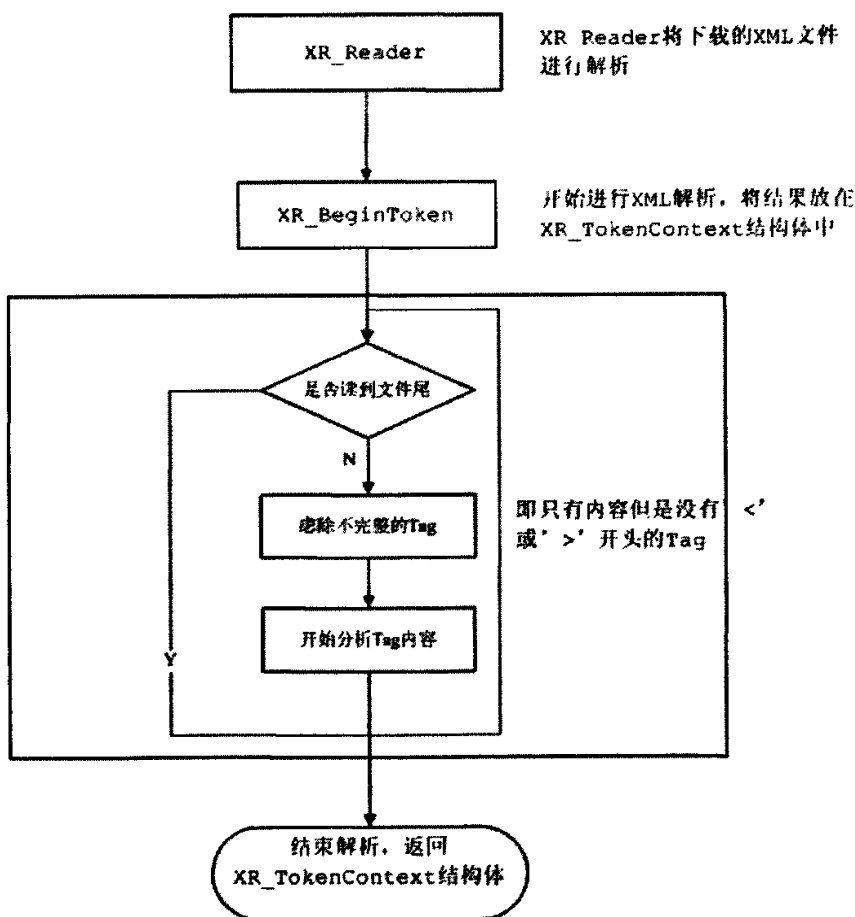 XR_Reader
XR Reader将下载的XML文件
进行解析
XR_BeginToken
开始进行XML解析，将结果放在
XR_TokenContext结构体中
是否读到文件尾
N
虑除不完整的Tag
即只有内容但是没有' <'
或' >' 开头的Tag
开始分析Tag内容
Y
结束解析，返回
XR_TokenContext结构体